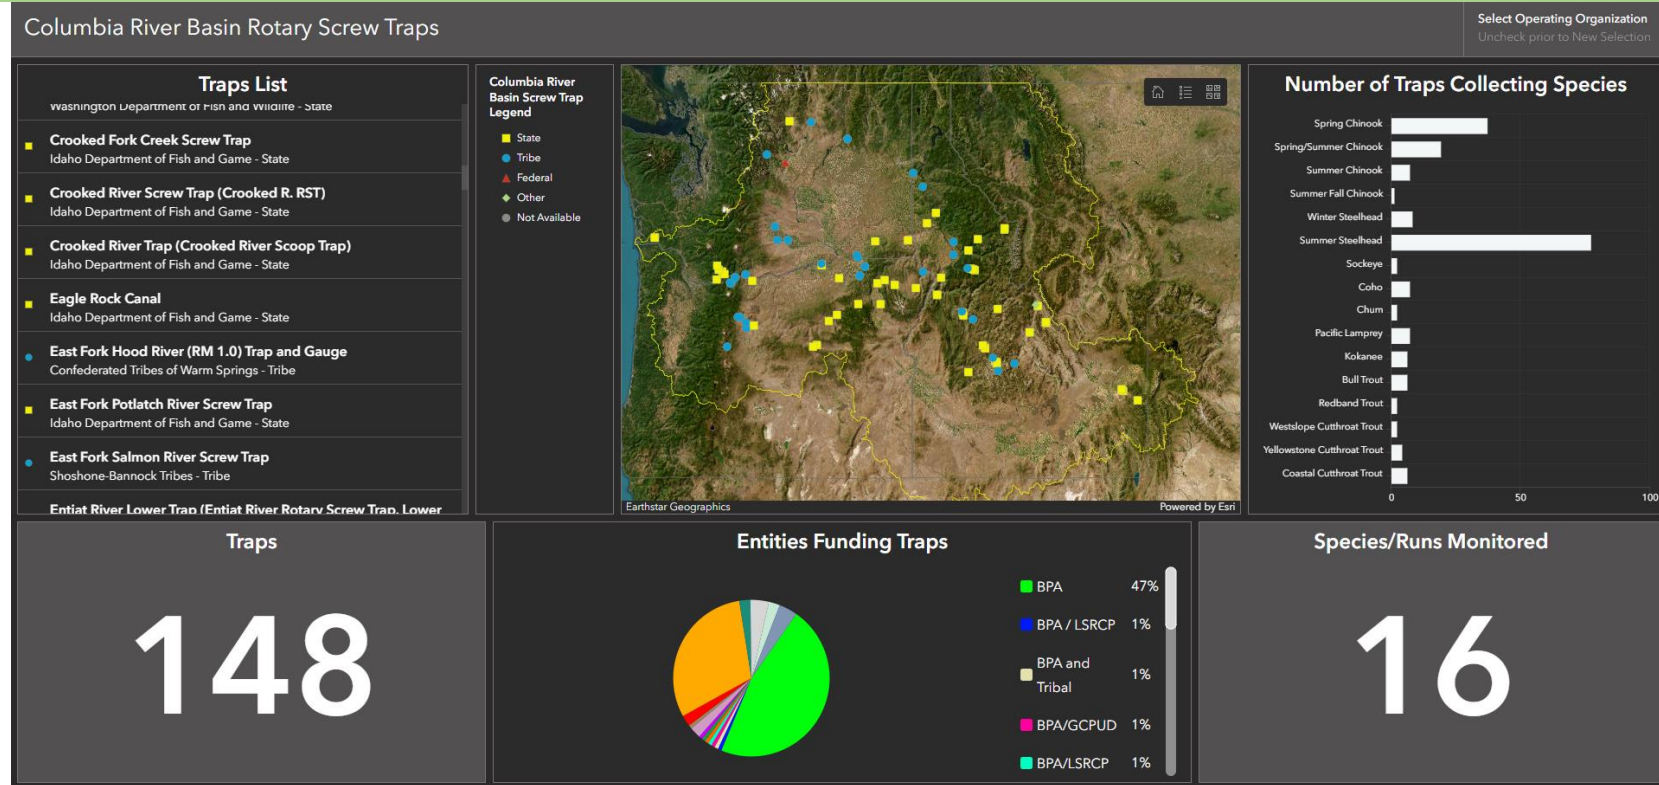 Columbia River Basin Rotary Screw Traps
Select Operating Organization
Uncheck prior to New Selection
Traps List
Washington Department of Fish and Wildlife - State
Crooked Fork Creek Screw Trap
Idaho Department of Fish and Game - State
Crooked River Screw Trap (Crooked R. RST)
Idaho Department of Fish and Game - State
Crooked River Trap (Crooked River Scoop Trap)
Idaho Department of Fish and Game - State
Eagle Rock Canal
Idaho Department of Fish and Game - State
East Fork Hood River (RM 1.0) Trap and Gauge
Confederated Tribes of Warm Springs - Tribe
East Fork Potlatch River Screw Trap
Idaho Department of Fish and Game - State
East Fork Salmon River Screw Trap
Shoshone-Bannock Tribes - Tribe
Entiat River Lower Trap (Entiat River Rotary Screw Trap, Lower
Columbia River
Basin Screw Trap
Legend
State
Tribe
Federal
Other
Not Available
Earthstar Geographics
Powered by Esri
Number of Traps Collecting Species
Spring Chinook
Spring/Summer Chinook
Summer Chinook
Summer Fall Chinook
Winter Steelhead
Summer Steelhead
Sockeye
Coho
Chum
Pacific Lamprey
Kokanee
Bull Trout
Redband Trout
Westslope Cutthroat Trout
Yellowstone Cutthroat Trout
Coastal Cutthroat Trout
0 50 100
Traps
148
Entities Funding Traps
BPA 47%
BPA / LSRCP 1%
BPA and
Tribal 1%
BPA/GCPUD 1%
BPA/LSRCP 1%
Species/Runs Monitored
16